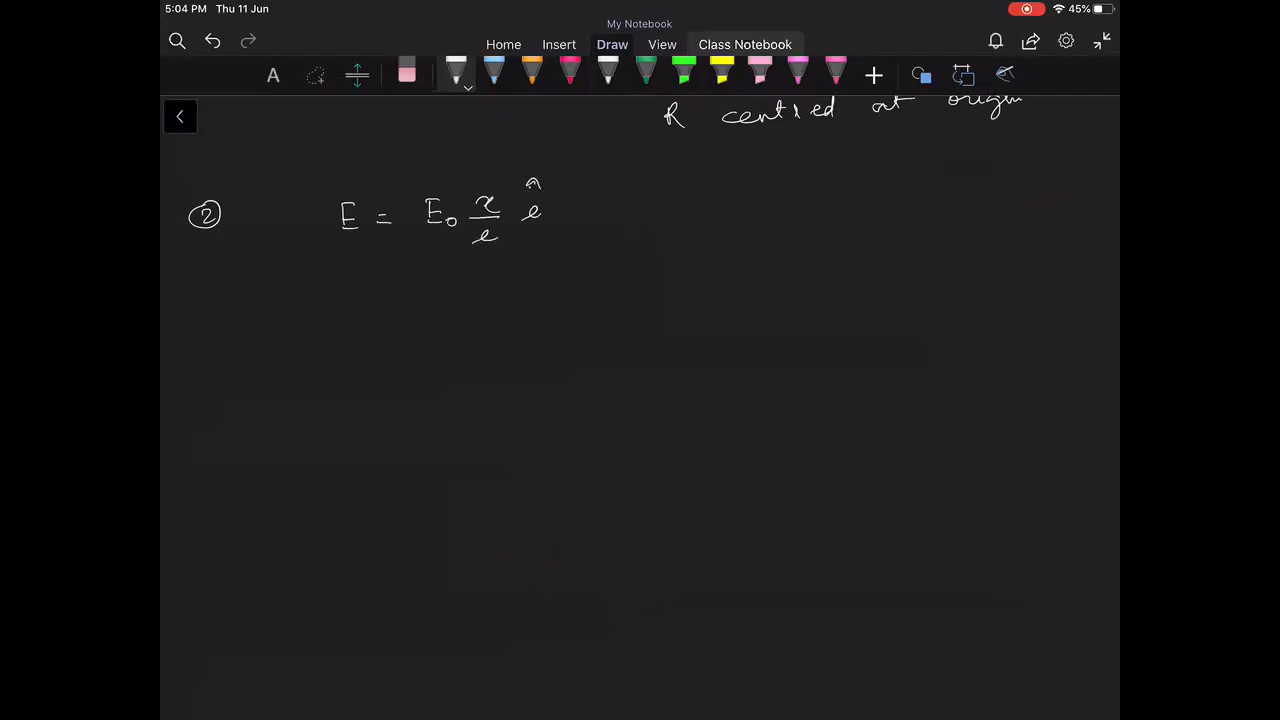 5:04 PM Thu 11 Jun
45%
My Notebook
Home Insert Draw View Class Notebook
A
R centred at origin
② E = E₀ x/e ê